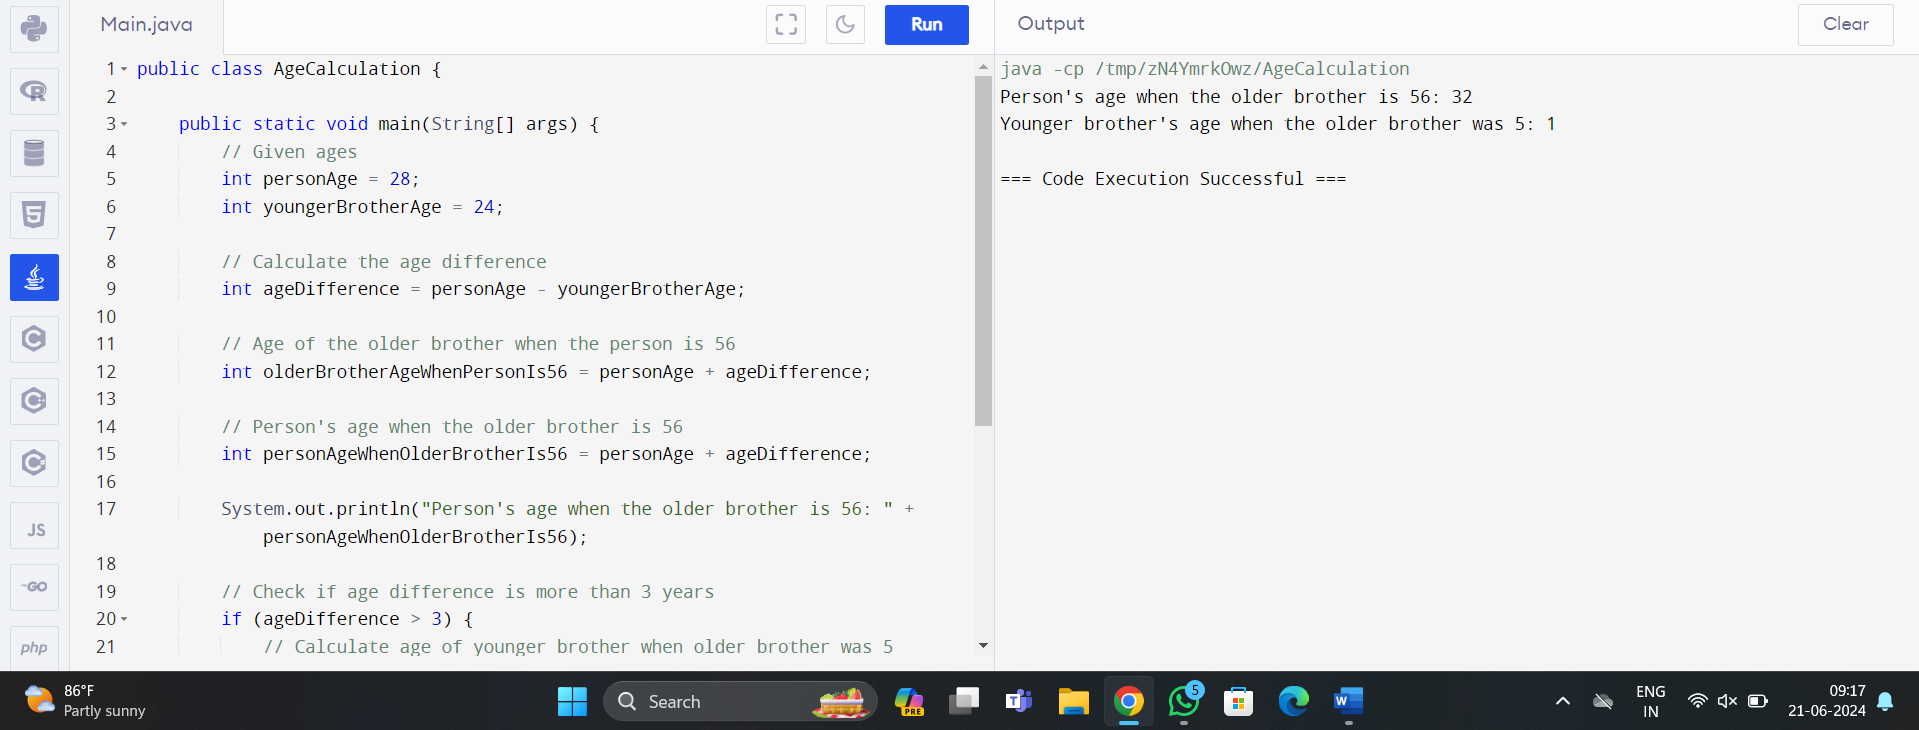 Main.java
Run
Output
Clear
1 public class AgeCalculation {
2
3 public static void main(String[] args) {
4 // Given ages
5 int personAge = 28;
6 int youngerBrotherAge = 24;
7
8 // Calculate the age difference
9 int ageDifference = personAge - youngerBrotherAge;
10
11 // Age of the older brother when the person is 56
12 int olderBrotherAgeWhenPersonIs56 = personAge + ageDifference;
13
14 // Person's age when the older brother is 56
15 int personAgeWhenOlderBrotherIs56 = personAge + ageDifference;
16
17 System.out.println("Person's age when the older brother is 56: " +
personAgeWhenOlderBrotherIs56);
18
19 // Check if age difference is more than 3 years
20 if (ageDifference > 3) {
21 // Calculate age of younger brother when older brother was 5
java -cp /tmp/zN4YmrkOwz/AgeCalculation
Person's age when the older brother is 56: 32
Younger brother's age when the older brother was 5: 1
=== Code Execution Successful ===
R
5
C
C
C
JS
GO
php
86°F
Partly sunny
Search
PRE
T
5
W
ENG
IN
09:17
21-06-2024